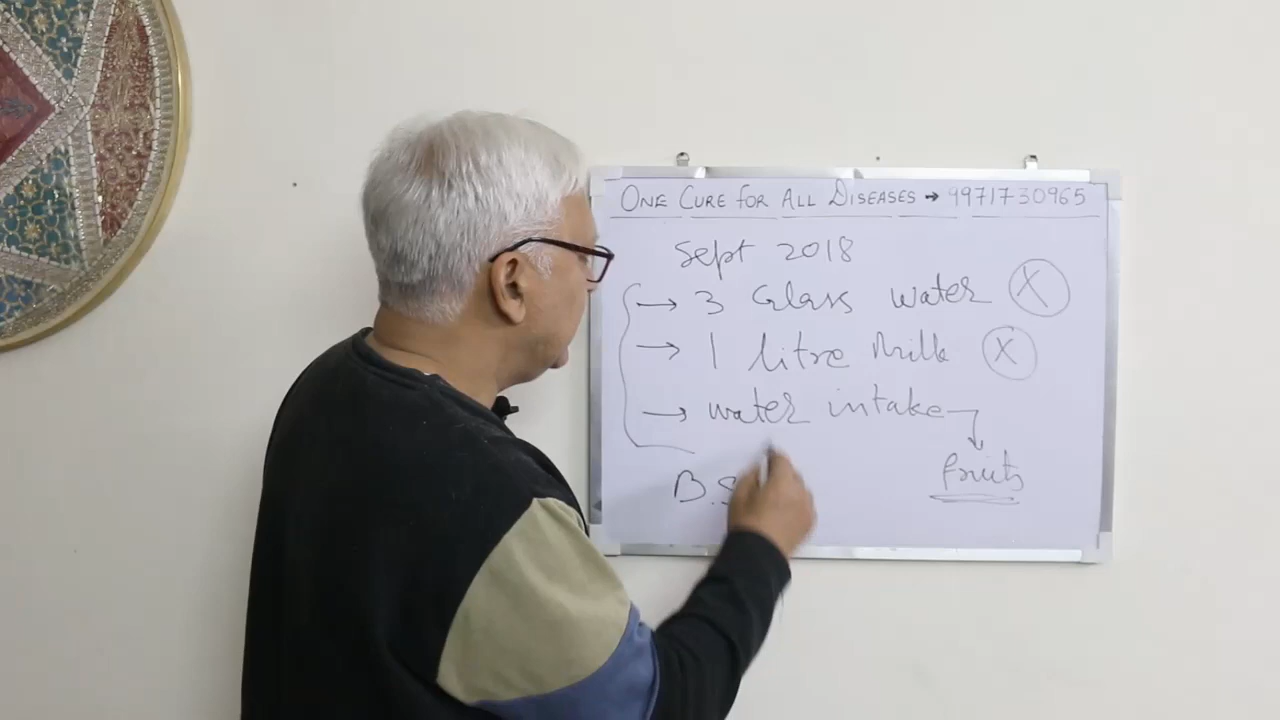 ONE CURE FOR ALL DISEASES → 9971730965
Sept 2018
→ 3 Glass water X
→ 1 litre Milk X
→ water intake
Fruits
B.S